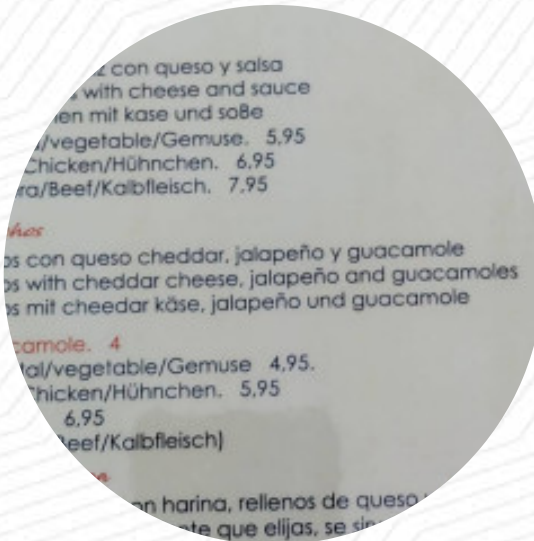 con queso y salsa
with cheese and sauce
mit kase und soße
/vegetable/Gemuse. 5,95
Chicken/Hühnchen. 6,95
/Beef/Kalbfleisch. 7,95
con queso cheddar, jalapeño y guacamole
with cheddar cheese, jalapeño and guacamoles
mit cheedar käse, jalapeño und guacamole
4
/vegetable/Gemuse 4,95.
Chicken/Hühnchen. 5,95
6,95
Beef/Kalbfleisch)
harina, rellenos de queso
que elijas, se